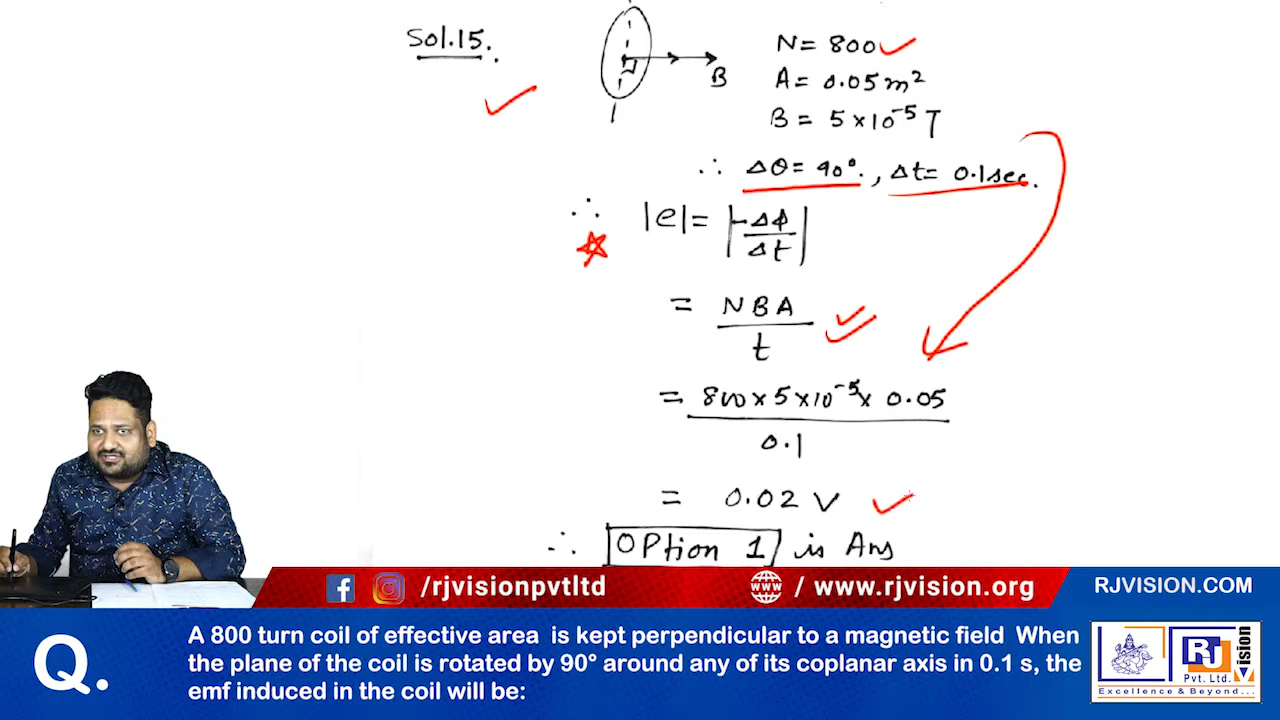 Sol.15.
B
N = 800
A = 0.05 m²
B = 5 × 10⁻⁵ T
∴ Δθ = 90°. , Δt = 0.1 sec.
∴ |e| = |-Δϕ/Δt|
= NBA/t
= 800 × 5 × 10⁻⁵ × 0.05/0.1
= 0.02 V
∴ Option 1 is Ans
/rjvisionpvtltd / www.rjvision.org RJVISION.COM
Q.
A 800 turn coil of effective area is kept perpendicular to a magnetic field When
the plane of the coil is rotated by 90° around any of its coplanar axis in 0.1 s, the
emf induced in the coil will be:
RJ Vision
Pvt. Ltd.
Excellence & Beyond...